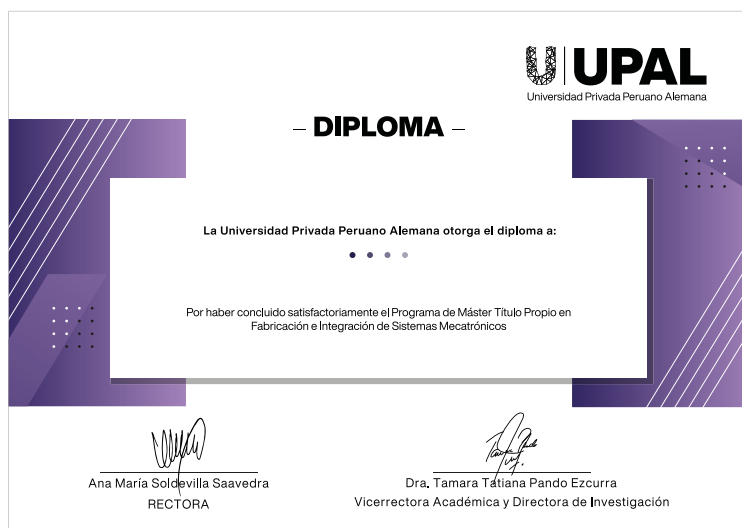 UPAL
Universidad Privada Peruano Alemana
– DIPLOMA –
La Universidad Privada Peruano Alemana otorga el diploma a:
Por haber concluido satisfactoriamente el Programa de Máster Título Propio en
Fabricación e Integración de Sistemas Mecatrónicos
Ana María Soldevilla Saavedra
RECTORA
Dra. Tamara Tatiana Pando Ezcurra
Vicerrectora Académica y Directora de Investigación